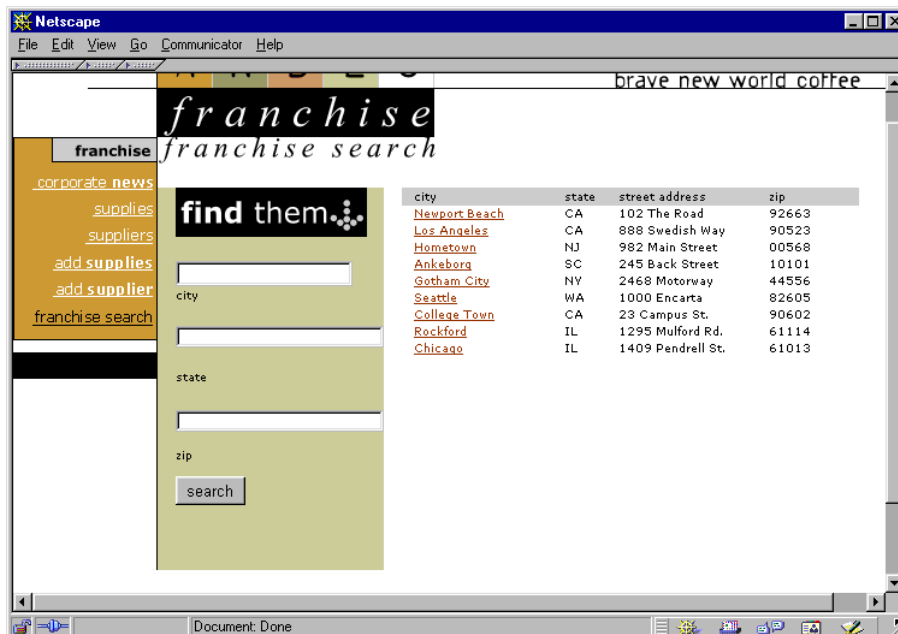 Netscape
File Edit View Go Communicator Help
brave new world coffee
franchise
franchise search
franchise
corporate news
supplies
suppliers
add supplies
add supplier
franchise search
find them
city
state
zip
search
city state street address zip
Newport Beach CA 102 The Road 92663
Los Angeles CA 888 Swedish Way 90523
Hometown NJ 982 Main Street 00568
Ankeborg SC 245 Back Street 10101
Gotham City NY 2468 Motorway 44556
Seattle WA 1000 Encarta 82605
College Town CA 23 Campus St. 90602
Rockford IL 1295 Mulford Rd. 61114
Chicago IL 1409 Pendrell St. 61013
Document: Done